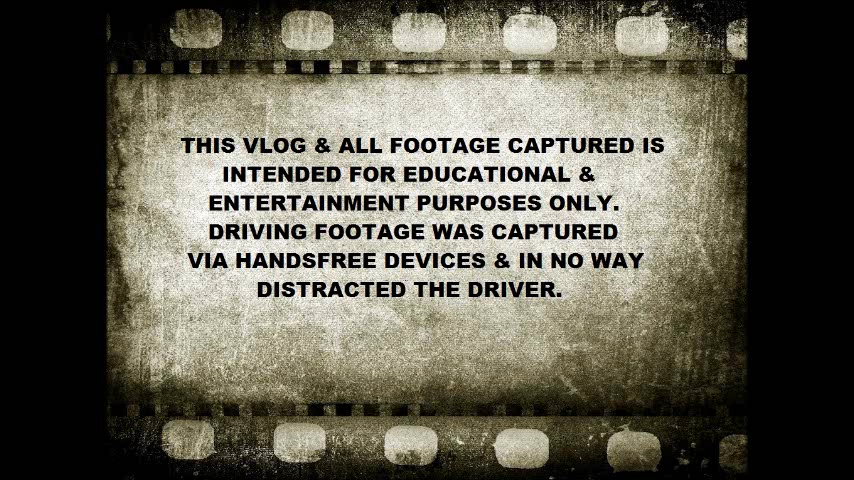 THIS VLOG & ALL FOOTAGE CAPTURED IS
INTENDED FOR EDUCATIONAL &
ENTERTAINMENT PURPOSES ONLY.
DRIVING FOOTAGE WAS CAPTURED
VIA HANDSFREE DEVICES & IN NO WAY
DISTRACTED THE DRIVER.